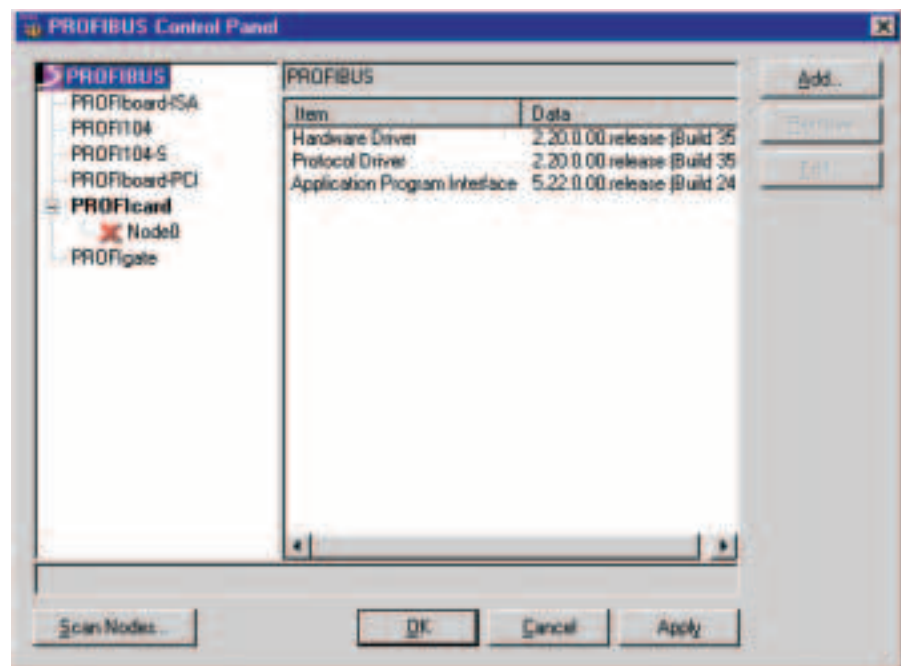 PROFIBUS Control Panel
PROFIBUS
PROFIboard-ISA
PROFI104
PROFI104-S
PROFIboard-PCI
PROFIcard
Node0
PROFIgate
PROFIBUS
Item Data
Hardware Driver 2.20.0.00 release (Build 35
Protocol Driver 2.20.0.00 release (Build 35
Application Program Interface 5.22.0.00 release (Build 24
Add...
Remove
Edit...
Scan Nodes...
OK
Cancel
Apply